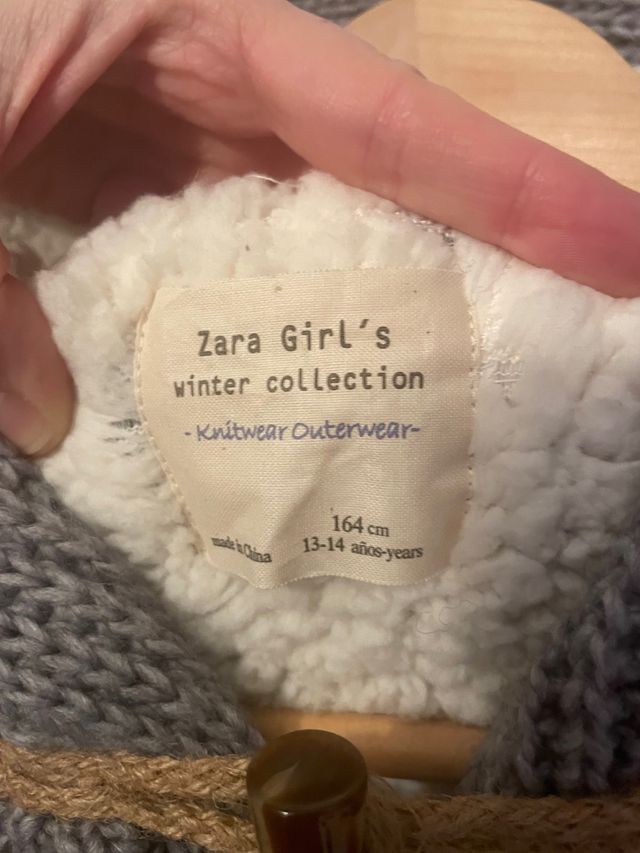 Zara Girl's
winter collection
- Knitwear Outerwear-
164 cm
made in China
13-14 años-years